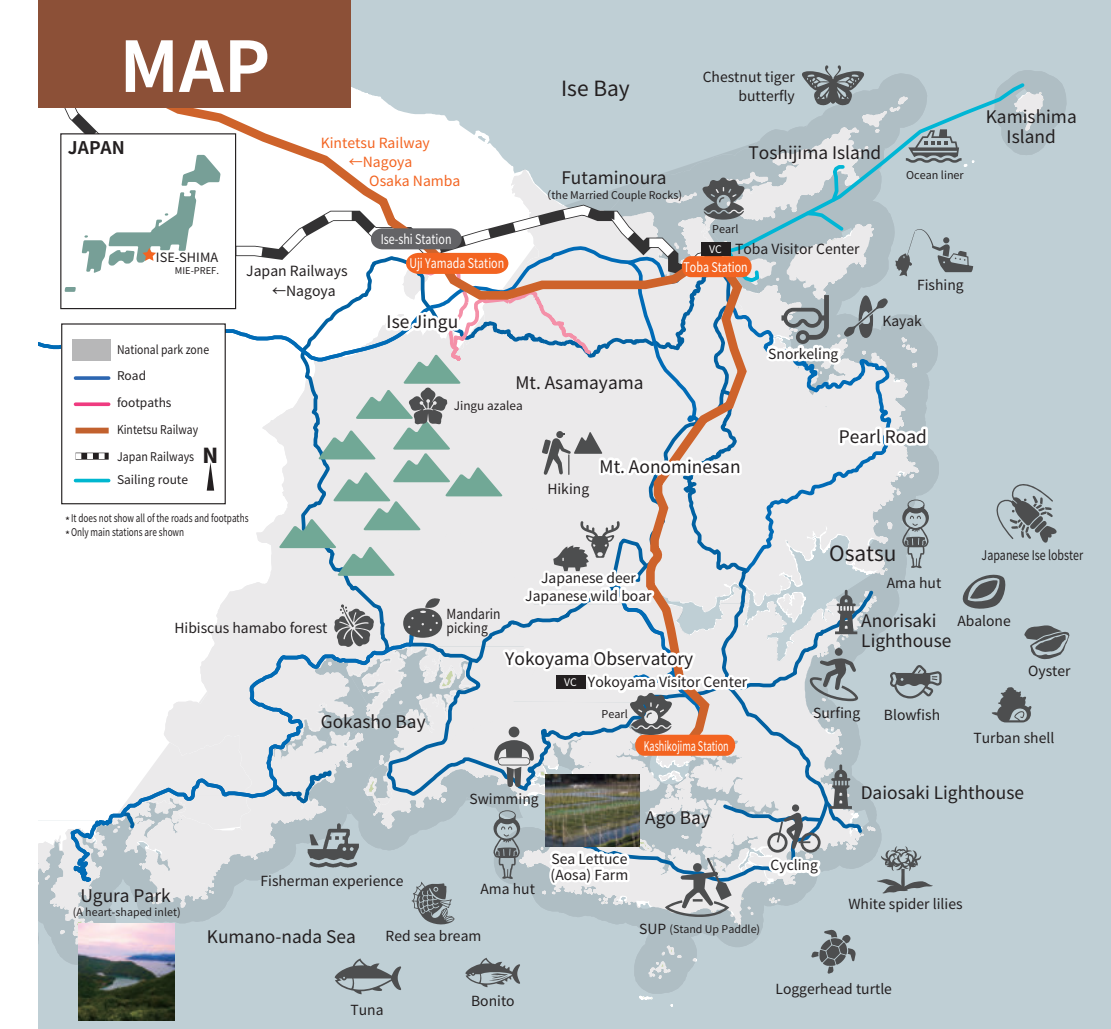 MAP
Ise Bay
Chestnut tiger
butterfly
Kamishima
Island
JAPAN
ISE-SHIMA
MIE-PREF.
Kintetsu Railway
←Nagoya
Osaka Namba
Toshijima Island
Ocean liner
Futaminoura
(the Married Couple Rocks)
Pearl
Ise-shi Station
VC
Toba Visitor Center
Uji Yamada Station
Toba Station
Japan Railways
←Nagoya
Fishing
Ise Jingu
Kayak
Snorkeling
National park zone
Road
footpaths
Kintetsu Railway
Japan Railways
N
Sailing route
* It does not show all of the roads and footpaths
* Only main stations are shown
Mt. Asamayama
Jingu azalea
Pearl Road
Mt. Aonominesan
Hiking
Osatsu
Japanese Ise lobster
Japanese deer
Japanese wild boar
Ama hut
Abalone
Anorisaki
Lighthouse
Hibiscus hamabo forest
Mandarin
picking
Oyster
Yokoyama Observatory
VC
Yokoyama Visitor Center
Pearl
Surfing
Blowfish
Turban shell
Gokasho Bay
Kashikojima Station
Swimming
Daiosaki Lighthouse
Ago Bay
Sea Lettuce
(Aosa) Farm
Cycling
Fisherman experience
Ama hut
Ugura Park
(A heart-shaped inlet)
White spider lilies
SUP (Stand Up Paddle)
Kumano-nada Sea
Red sea bream
Loggerhead turtle
Tuna
Bonito